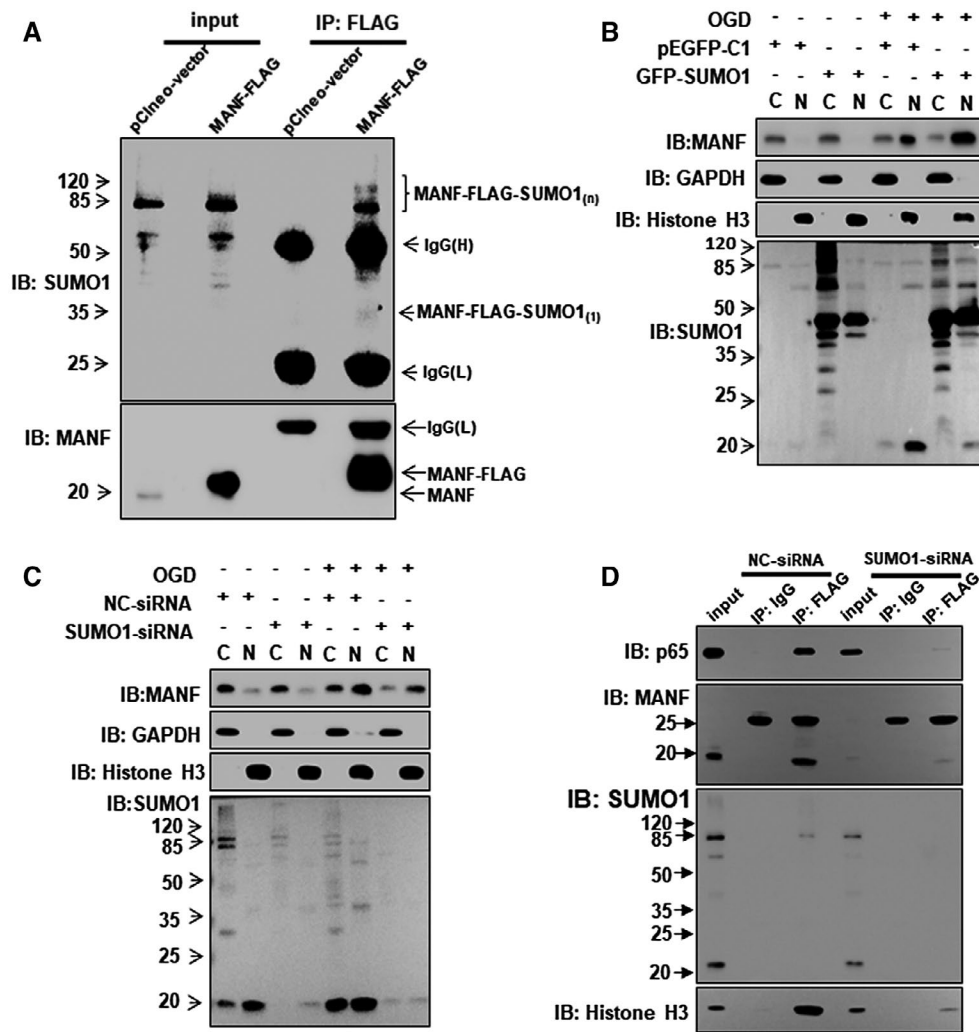 A
input IP: FLAG
pCIneo-vector MANF-FLAG pCIneo-vector MANF-FLAG
120
85
50
IB: SUMO1
35
25
MANF-FLAG-SUMO1(n)
IgG(H)
MANF-FLAG-SUMO1(1)
IgG(L)
IB: MANF
20
IgG(L)
MANF-FLAG
MANF
B
OGD - - - - + + + +
pEGFP-C1 + + - - + + - -
GFP-SUMO1 - - + + - - + +
C N C N C N C N
IB:MANF
IB: GAPDH
IB: Histone H3
120
85
50
IB:SUMO1
35
25
20
C
OGD - - - - + + + +
NC-siRNA + + - - + + - -
SUMO1-siRNA - - + + - - + +
C N C N C N C N
IB:MANF
IB: GAPDH
IB: Histone H3
IB:SUMO1
120
85
50
35
25
20
D
NC-siRNA SUMO1-siRNA
input IP: IgG IP: FLAG input IP: IgG IP: FLAG
IB: p65
IB: MANF
25
20
IB: SUMO1
120
85
50
35
25
20
IB: Histone H3